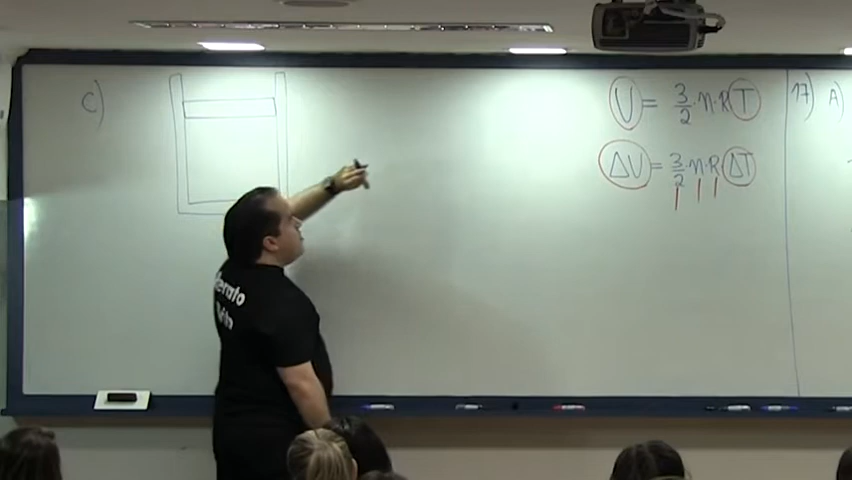 C)
U = 3/2 · n · R T
ΔU = 3/2 · n · R ΔT
17) A)